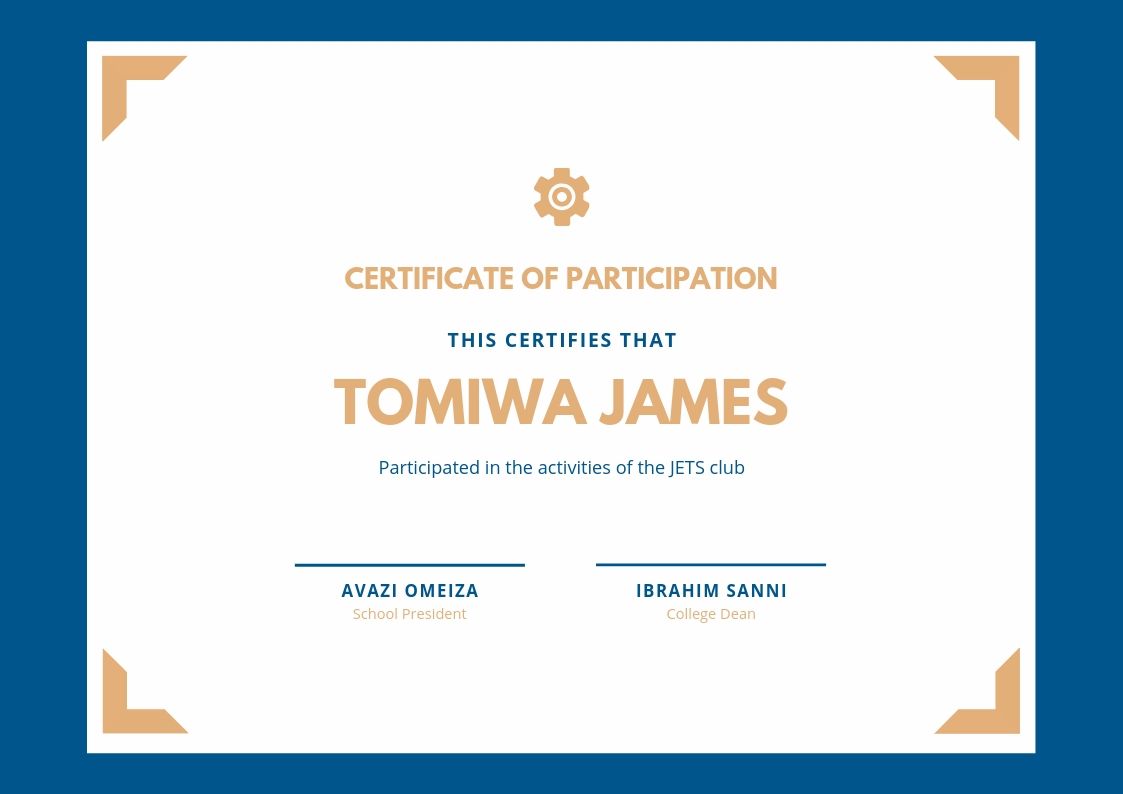 CERTIFICATE OF PARTICIPATION
THIS CERTIFIES THAT
TOMIWA JAMES
Participated in the activities of the JETS club
AVAZI OMEIZA
School President
IBRAHIM SANNI
College Dean